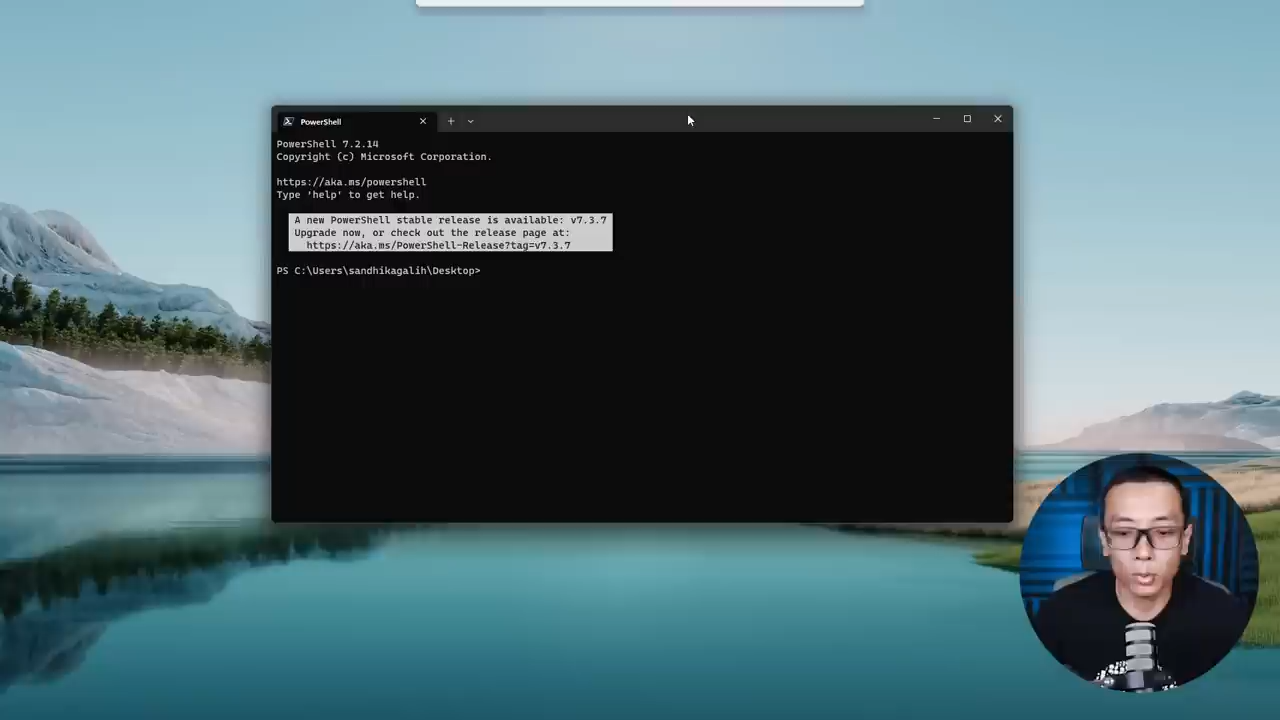 PowerShell
PowerShell 7.2.14
Copyright (c) Microsoft Corporation.
https://aka.ms/powershell
Type 'help' to get help.
A new PowerShell stable release is available: v7.3.7
Upgrade now, or check out the release page at:
https://aka.ms/PowerShell-Release?tag=v7.3.7
PS C:\Users\sandhikagalih\Desktop>